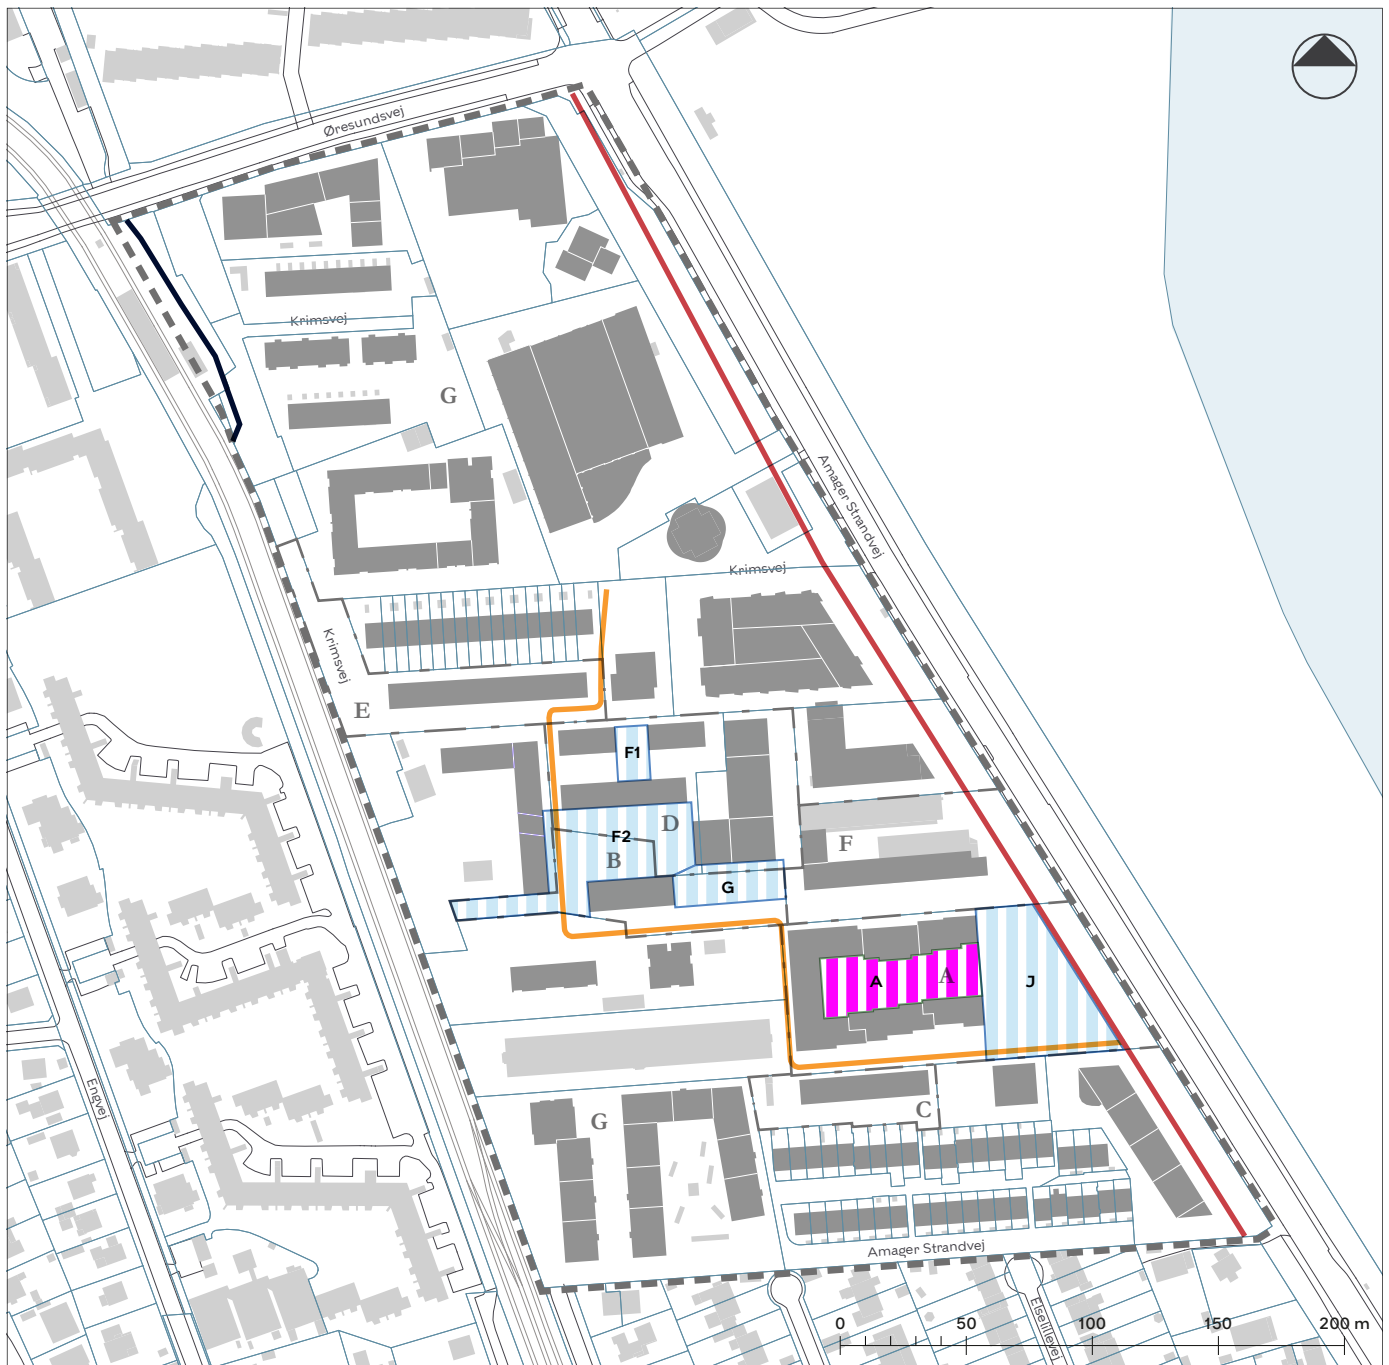 Øresundsvej
Krimsvej
G
Amager Strandvej
Krimsvej
Krimsvej
E
F1
D
F2
B
F
G
A
A
J
Engvej
C
G
Amager Strandvej
Elselillevej
0 50 100 150 200 m